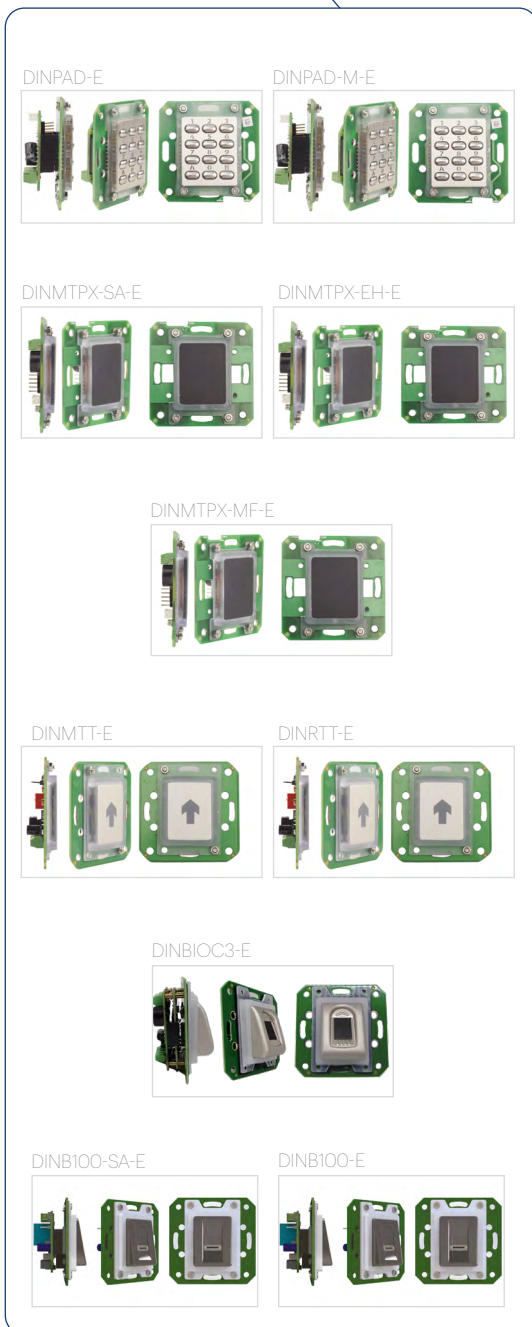 DINPAD-E
DINPAD-M-E
DINMTPX-SA-E
DINMTPX-EH-E
DINMTPX-MF-E
DINMTT-E
DINRTT-E
DINBIOC3-E
DINB100-SA-E
DINB100-E